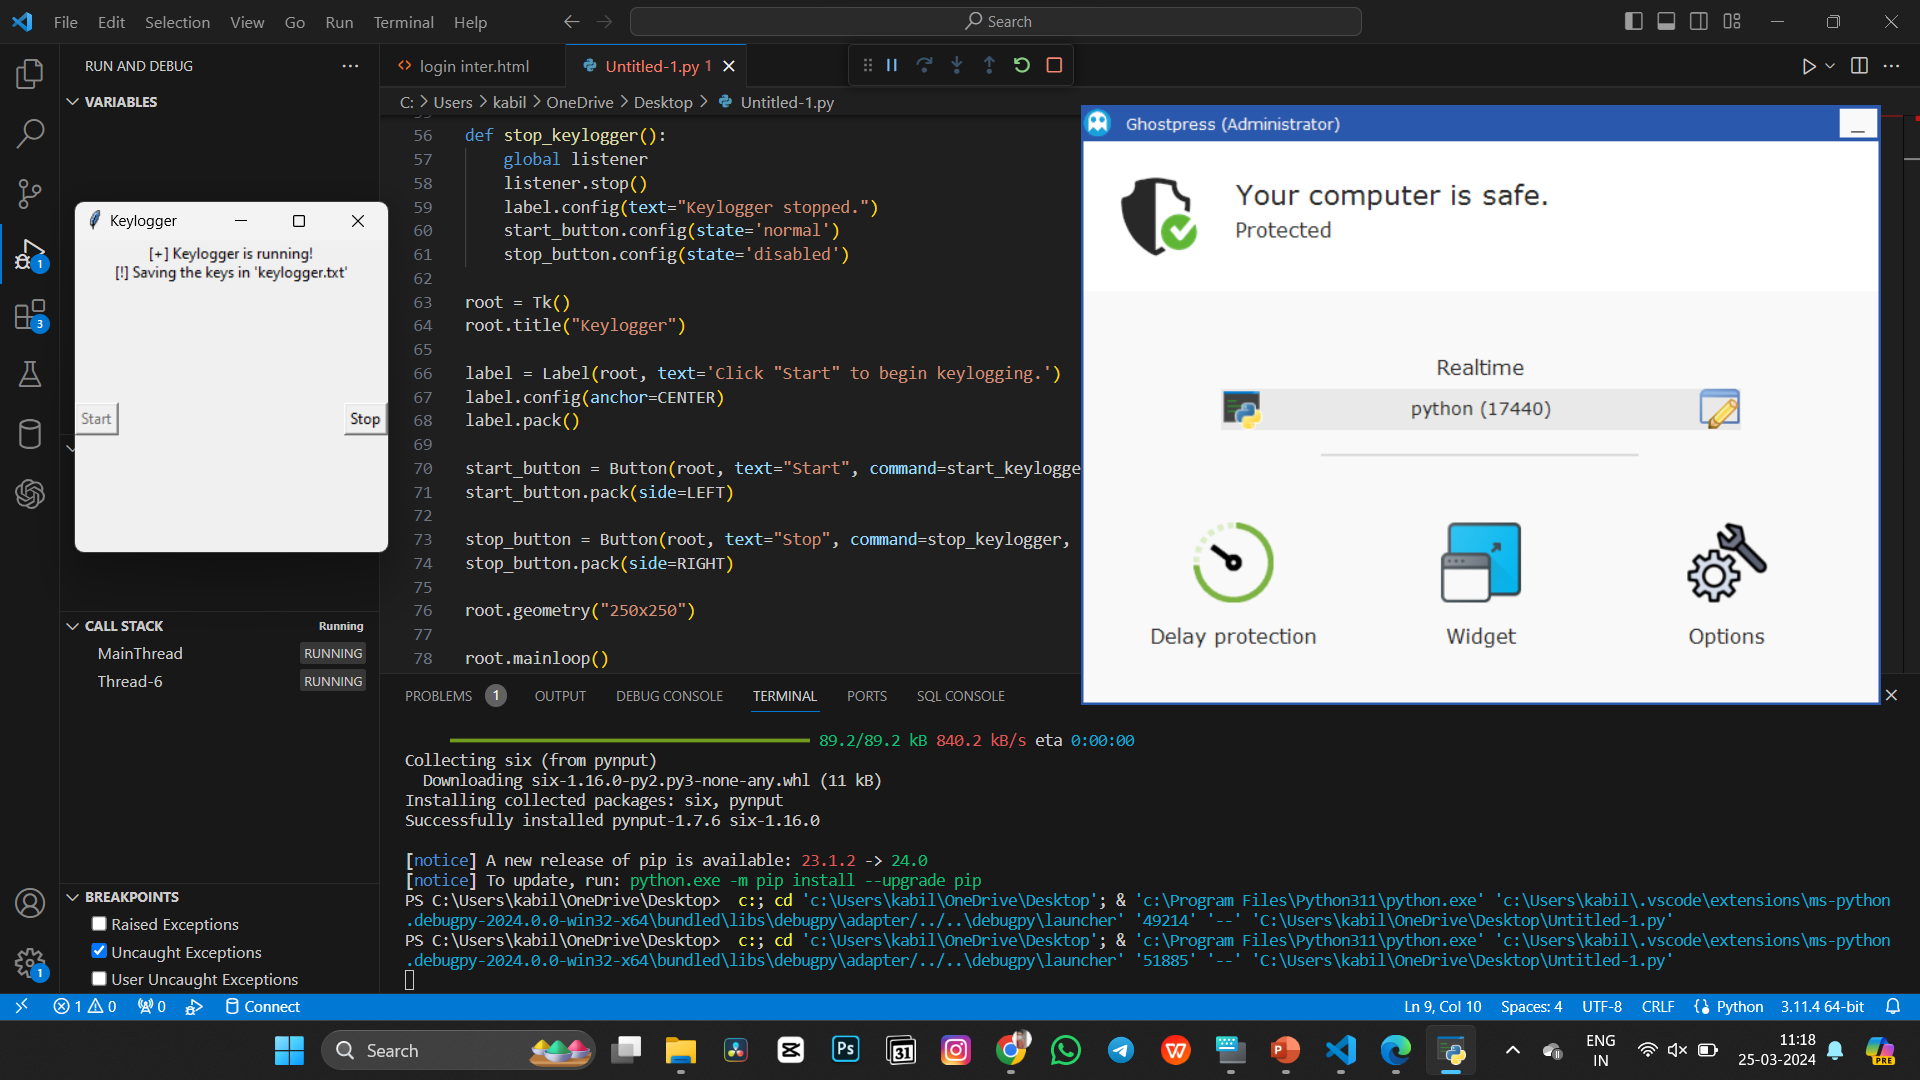 File Edit Selection View Go Run Terminal Help
Search
RUN AND DEBUG
VARIABLES
login inter.html
Untitled-1.py 1
C: > Users > kabil > OneDrive > Desktop > Untitled-1.py
56 def stop_keylogger():
57 global listener
58 listener.stop()
59 label.config(text="Keylogger stopped.")
60 start_button.config(state='normal')
61 stop_button.config(state='disabled')
62
63 root = Tk()
64 root.title("Keylogger")
65
66 label = Label(root, text='Click "Start" to begin keylogging.')
67 label.config(anchor=CENTER)
68 label.pack()
69
70 start_button = Button(root, text="Start", command=start_keylogge
71 start_button.pack(side=LEFT)
72
73 stop_button = Button(root, text="Stop", command=stop_keylogger,
74 stop_button.pack(side=RIGHT)
75
76 root.geometry("250x250")
77
78 root.mainloop()
Keylogger
[+] Keylogger is running!
[!] Saving the keys in 'keylogger.txt'
Start
Stop
Ghostpress (Administrator)
Your computer is safe.
Protected
Realtime
python (17440)
Delay protection
Widget
Options
1
3
CALL STACK
Running
MainThread RUNNING
Thread-6 RUNNING
BREAKPOINTS
Raised Exceptions
Uncaught Exceptions
User Uncaught Exceptions
1
PROBLEMS 1 OUTPUT DEBUG CONSOLE TERMINAL PORTS SQL CONSOLE
89.2/89.2 kB 840.2 kB/s eta 0:00:00
Collecting six (from pynput)
Downloading six-1.16.0-py2.py3-none-any.whl (11 kB)
Installing collected packages: six, pynput
Successfully installed pynput-1.7.6 six-1.16.0
[notice] A new release of pip is available: 23.1.2 -> 24.0
[notice] To update, run: python.exe -m pip install --upgrade pip
PS C:\Users\kabil\OneDrive\Desktop> c:; cd 'c:\Users\kabil\OneDrive\Desktop'; & 'c:\Program Files\Python311\python.exe' 'c:\Users\kabil\.vscode\extensions\ms-python
.debugpy-2024.0.0-win32-x64\bundled\libs\debugpy\adapter/../..\debugpy\launcher' '49214' '--' 'C:\Users\kabil\OneDrive\Desktop\Untitled-1.py'
PS C:\Users\kabil\OneDrive\Desktop> c:; cd 'c:\Users\kabil\OneDrive\Desktop'; & 'c:\Program Files\Python311\python.exe' 'c:\Users\kabil\.vscode\extensions\ms-python
.debugpy-2024.0.0-win32-x64\bundled\libs\debugpy\adapter/../..\debugpy\launcher' '51885' '--' 'C:\Users\kabil\OneDrive\Desktop\Untitled-1.py'
1 0 0 Connect
Ln 9, Col 10 Spaces: 4 UTF-8 CRLF Python 3.11.4 64-bit
Search
Ps
31
W
P
ENG
IN
11:18
25-03-2024
PRE